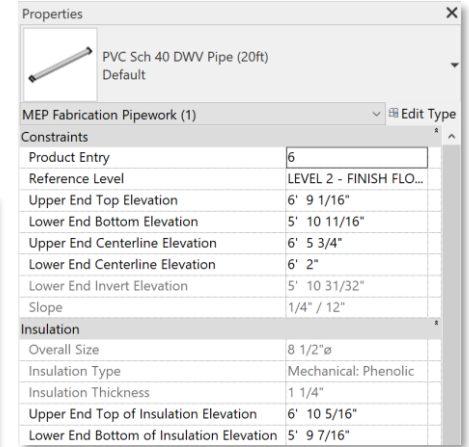 Properties
PVC Sch 40 DWV Pipe (20ft)
Default
MEP Fabrication Pipework (1) Edit Type
Constraints
Product Entry 6
Reference Level LEVEL 2 - FINISH FLO...
Upper End Top Elevation 6' 9 1/16"
Lower End Bottom Elevation 5' 10 11/16"
Upper End Centerline Elevation 6' 5 3/4"
Lower End Centerline Elevation 6' 2"
Lower End Invert Elevation 5' 10 31/32"
Slope 1/4" / 12"
Insulation
Overall Size 8 1/2"ø
Insulation Type Mechanical: Phenolic
Insulation Thickness 1 1/4"
Upper End Top of Insulation Elevation 6' 10 5/16"
Lower End Bottom of Insulation Elevation 5' 9 7/16"